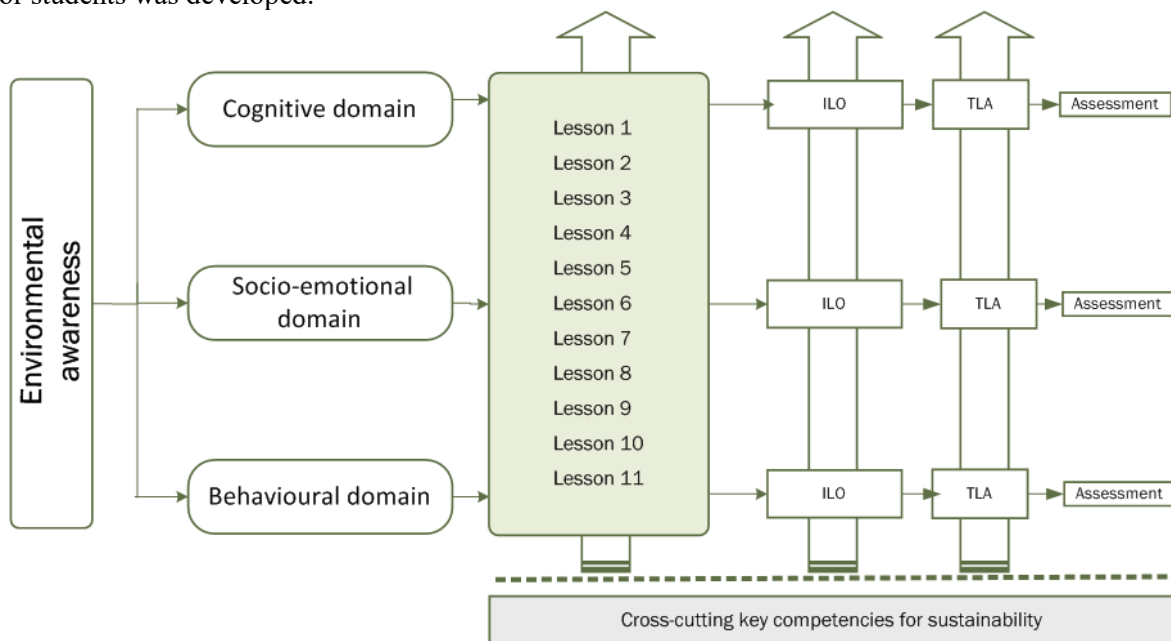 or students was developed.
Environmental
awareness
Cognitive domain
Socio-emotional
domain
Behavioural domain
Lesson 1
Lesson 2
Lesson 3
Lesson 4
Lesson 5
Lesson 6
Lesson 7
Lesson 8
Lesson 9
Lesson 10
Lesson 11
ILO
TLA
Assessment
ILO
TLA
Assessment
ILO
TLA
Assessment
Cross-cutting key competencies for sustainability